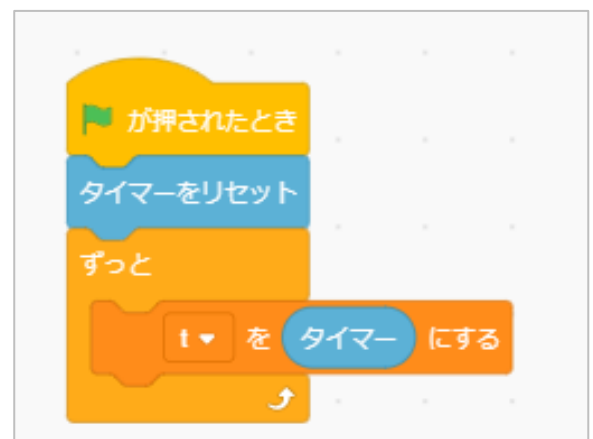 が押されたとき
タイマーをリセット
ずっと
t を タイマー にする